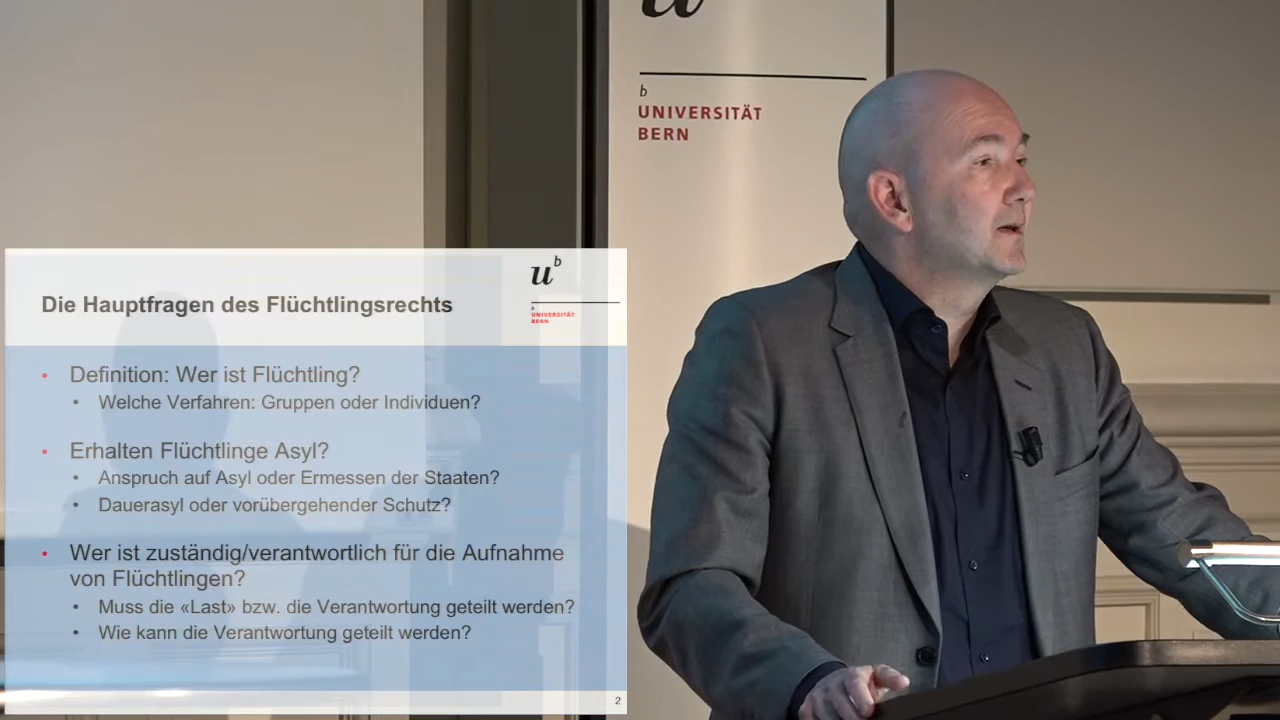 u
b
UNIVERSITÄT
BERN
u b
Die Hauptfragen des Flüchtlingsrechts
b
UNIVERSITÄT
BERN
• Definition: Wer ist Flüchtling?
• Welche Verfahren: Gruppen oder Individuen?
• Erhalten Flüchtlinge Asyl?
• Anspruch auf Asyl oder Ermessen der Staaten?
• Dauerasyl oder vorübergehender Schutz?
• Wer ist zuständig/verantwortlich für die Aufnahme
von Flüchtlingen?
• Muss die «Last» bzw. die Verantwortung geteilt werden?
• Wie kann die Verantwortung geteilt werden?
2